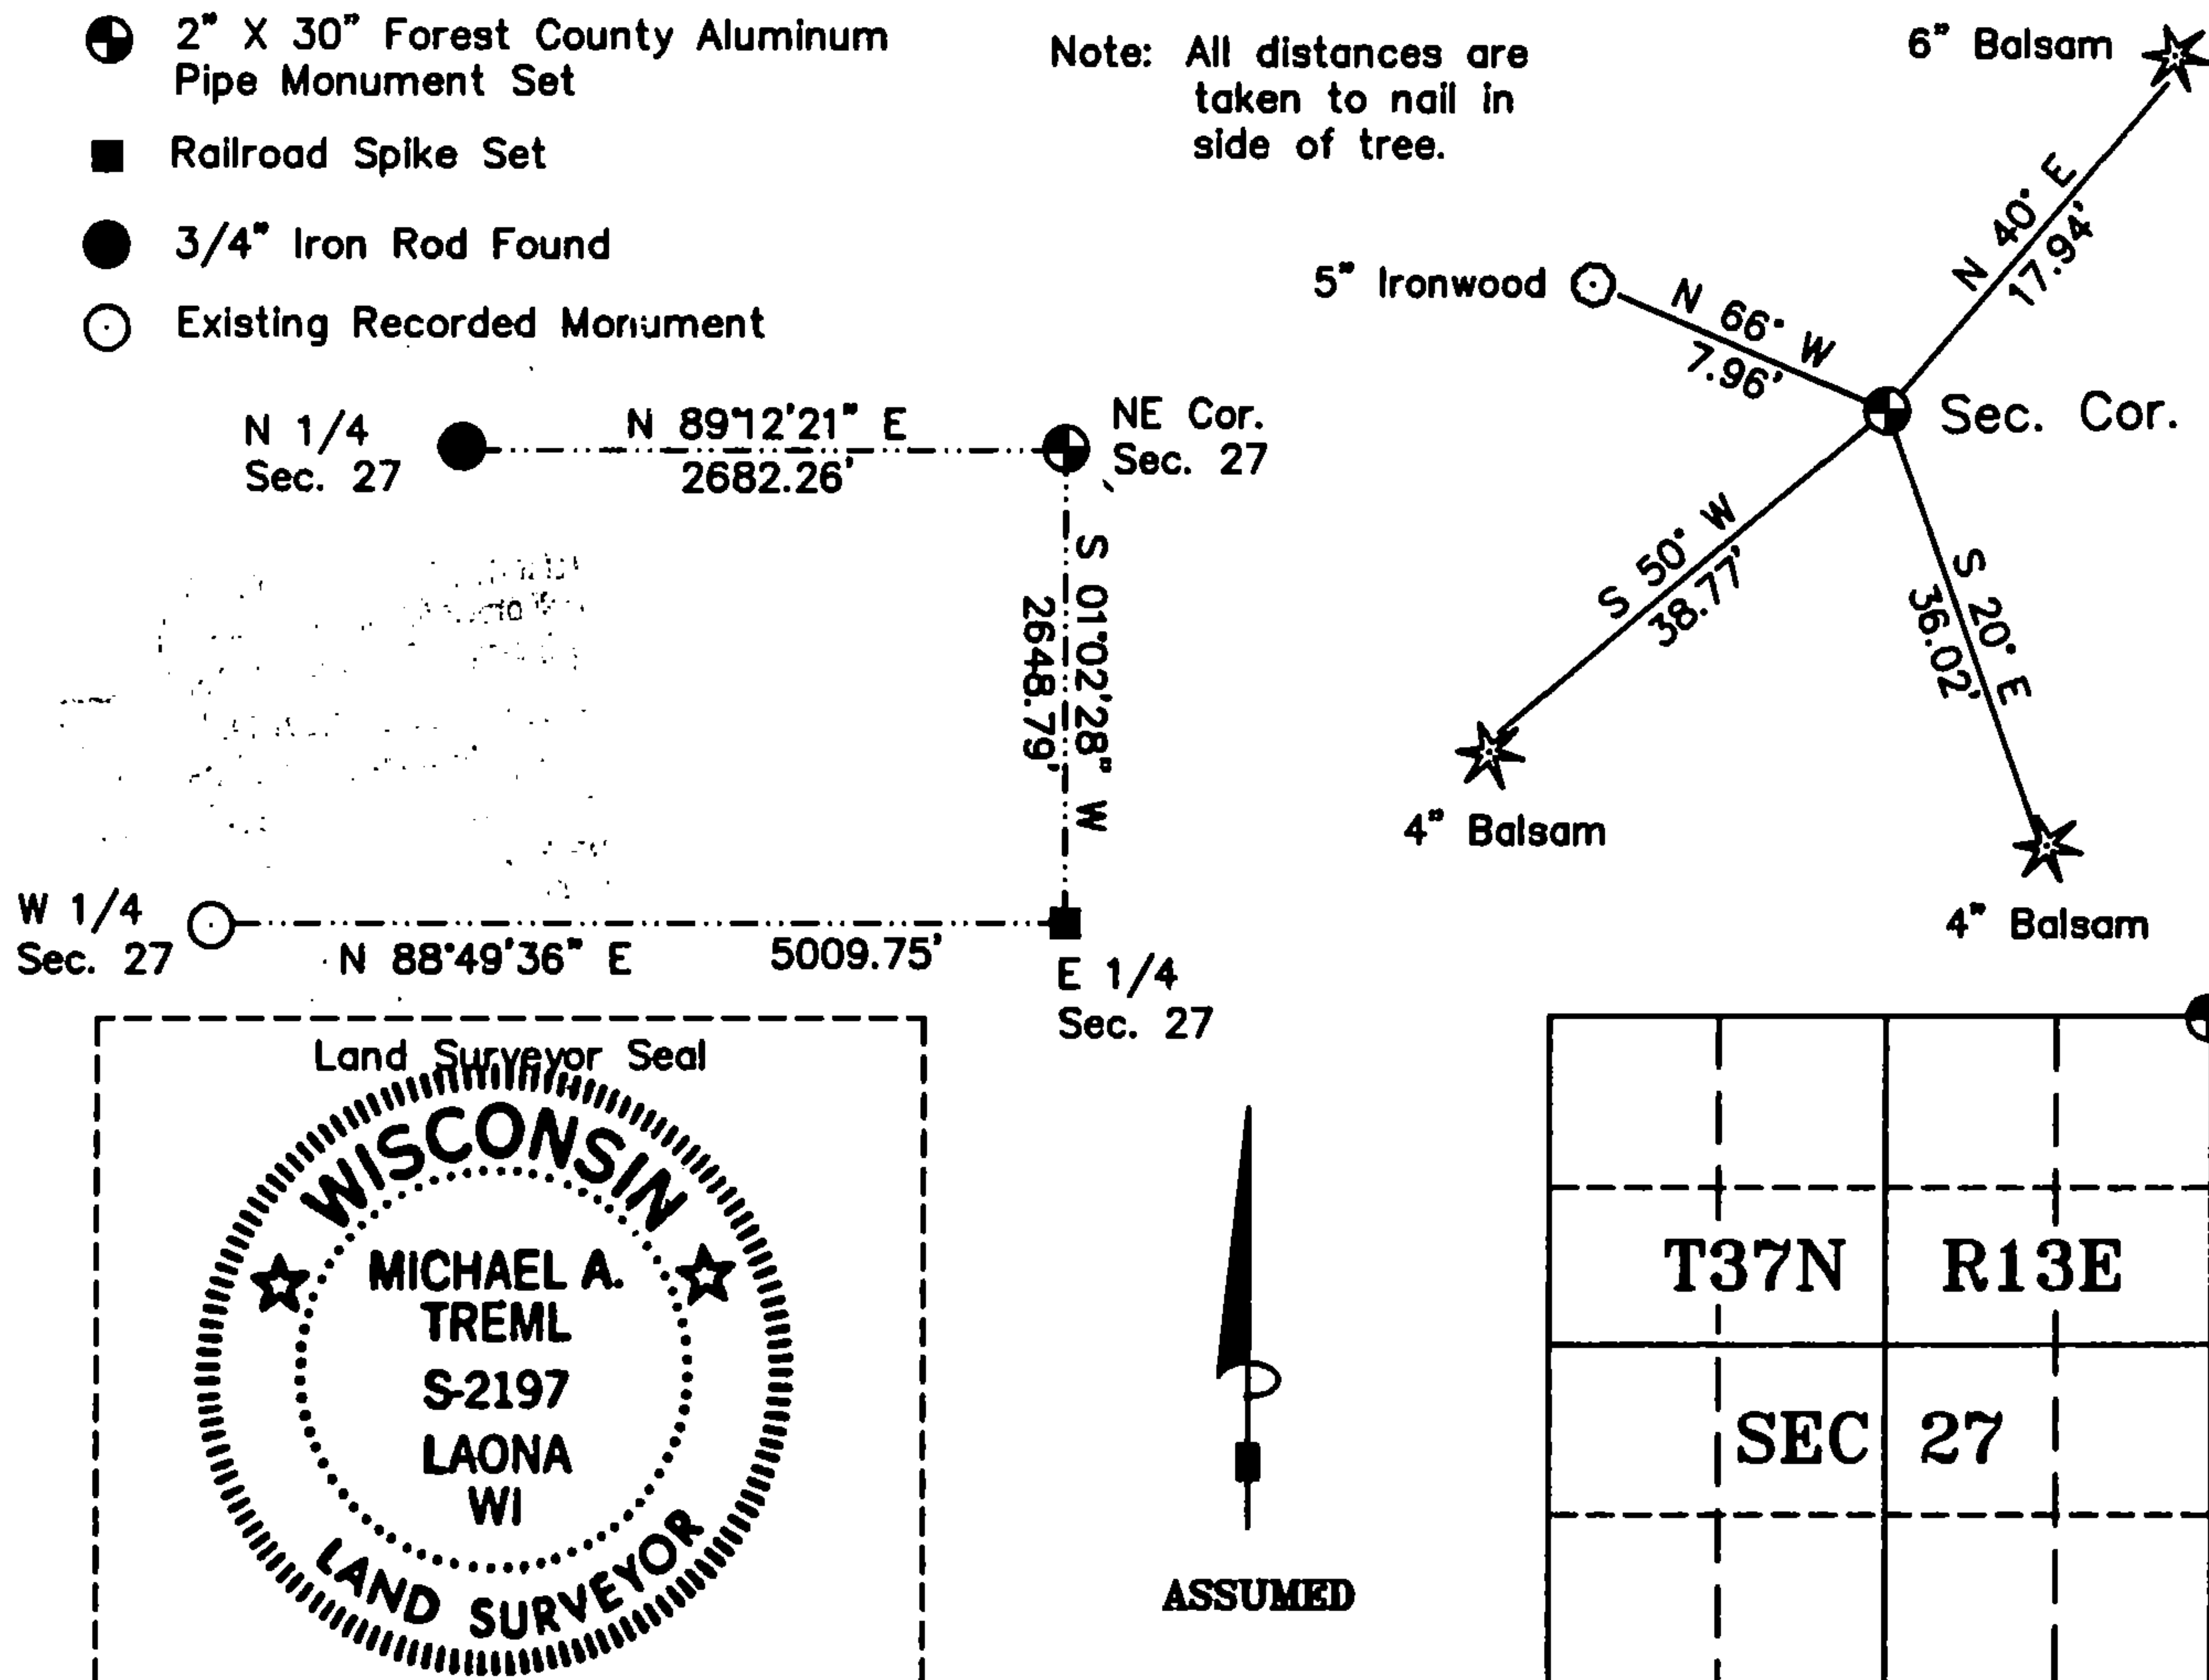 2" X 30" Forest County Aluminum
Pipe Monument Set
Railroad Spike Set
3/4" Iron Rod Found
Existing Recorded Monument
Note: All distances are
taken to nail in
side of tree.
6" Balsam
N 40° E
17.94'
5" Ironwood
N 66° W
7.96'
Sec. Cor.
S 50° W
38.77'
S 20° E
36.02'
4" Balsam
4" Balsam
N 1/4
Sec. 27
N 89°12'21" E
2682.26'
NE Cor.
Sec. 27
S 01°02'28" W
2648.79'
W 1/4
Sec. 27
N 88°49'36" E 5009.75'
E 1/4
Sec. 27
Land Surveyor Seal
WISCONSIN
MICHAEL A.
TREML
S-2197
LAONA
WI
LAND SURVEYOR
ASSUMED
T37N R13E
SEC 27